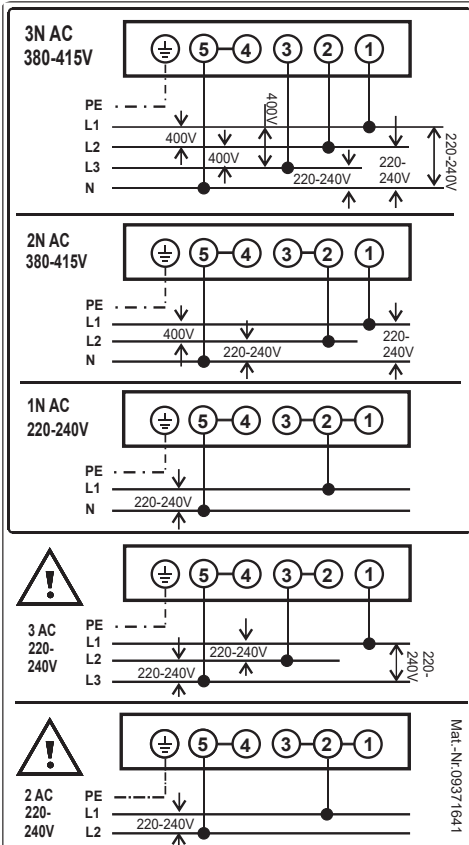 3N AC
380-415V
5 4 3 2 1
PE
L1
L2
L3
N
400V
400V
400V
220-240V
220-
240V
220-240V
2N AC
380-415V
5 4 3 2 1
PE
L1
L2
N
400V
220-240V
220-
240V
1N AC
220-240V
5 4 3 2 1
PE
L1
N
220-240V
!
3 AC
220-
240V
5 4 3 2 1
PE
L1
L2
L3
220-240V
220-240V
220-
240V
!
2 AC
220-
240V
5 4 3 2 1
PE
L1
L2
220-240V
Mat.-Nr.09371641